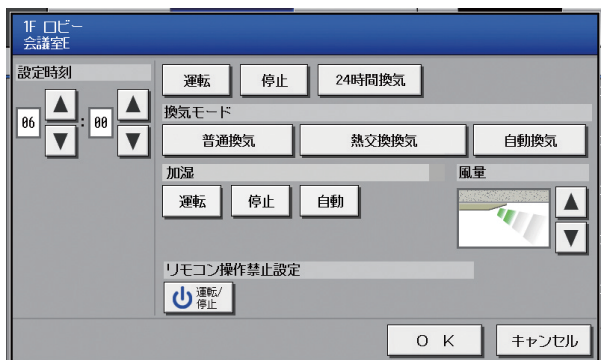 1F ロビー
会議室E
設定時刻
06 : 00
運転 停止 24時間換気
換気モード
普通換気 熱交換換気 自動換気
加湿 風量
運転 停止 自動
リモコン操作禁止設定
運転/
停止
OK キャンセル